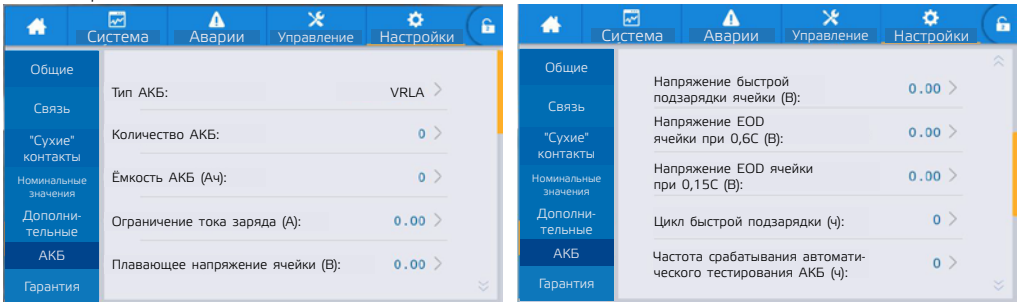 Система Аварии Управление Настройки
Общие
Связь
"Сухие"
контакты
Номинальные
значения
Дополни-
тельные
АКБ
Гарантия
Тип АКБ: VRLA
Количество АКБ: 0
Ёмкость АКБ (Ач): 0
Ограничение тока заряда (А): 0.00
Плавающее напряжение ячейки (В): 0.00
Система Аварии Управление Настройки
Общие
Связь
"Сухие"
контакты
Номинальные
значения
Дополни-
тельные
АКБ
Гарантия
Напряжение быстрой
подзарядки ячейки (В): 0.00
Напряжение EOD
ячейки при 0,6С (В): 0.00
Напряжение EOD ячейки
при 0,15С (В): 0.00
Цикл быстрой подзарядки (ч): 0
Частота срабатывания автомати-
ческого тестирования АКБ (ч): 0